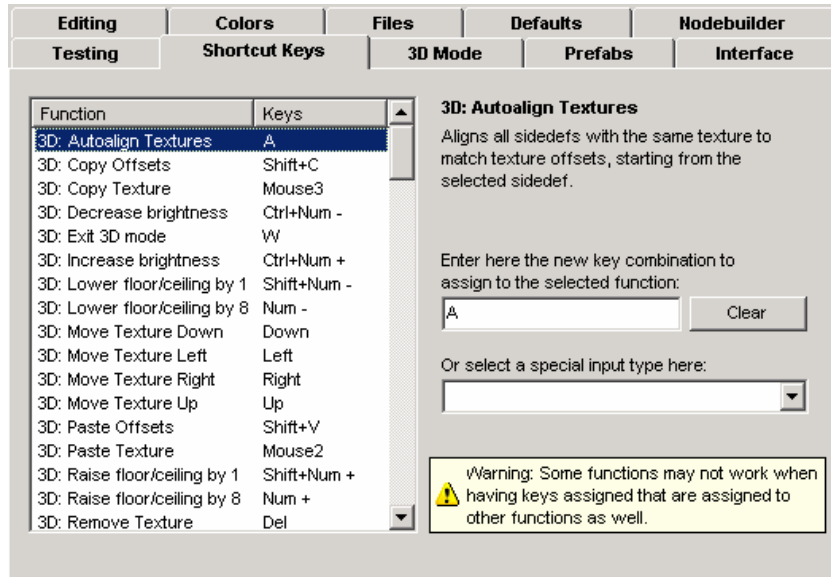 Editing Colors Files Defaults Nodebuilder
Testing Shortcut Keys 3D Mode Prefabs Interface
Function Keys
3D: Autoalign Textures A
3D: Copy Offsets Shift+C
3D: Copy Texture Mouse3
3D: Decrease brightness Ctrl+Num -
3D: Exit 3D mode W
3D: Increase brightness Ctrl+Num +
3D: Lower floor/ceiling by 1 Shift+Num -
3D: Lower floor/ceiling by 8 Num -
3D: Move Texture Down Down
3D: Move Texture Left Left
3D: Move Texture Right Right
3D: Move Texture Up Up
3D: Paste Offsets Shift+V
3D: Paste Texture Mouse2
3D: Raise floor/ceiling by 1 Shift+Num +
3D: Raise floor/ceiling by 8 Num +
3D: Remove Texture Del
3D: Autoalign Textures
Aligns all sidedefs with the same texture to
match texture offsets, starting from the
selected sidedef.
Enter here the new key combination to
assign to the selected function:
A Clear
Or select a special input type here:
Warning: Some functions may not work when
having keys assigned that are assigned to
other functions as well.